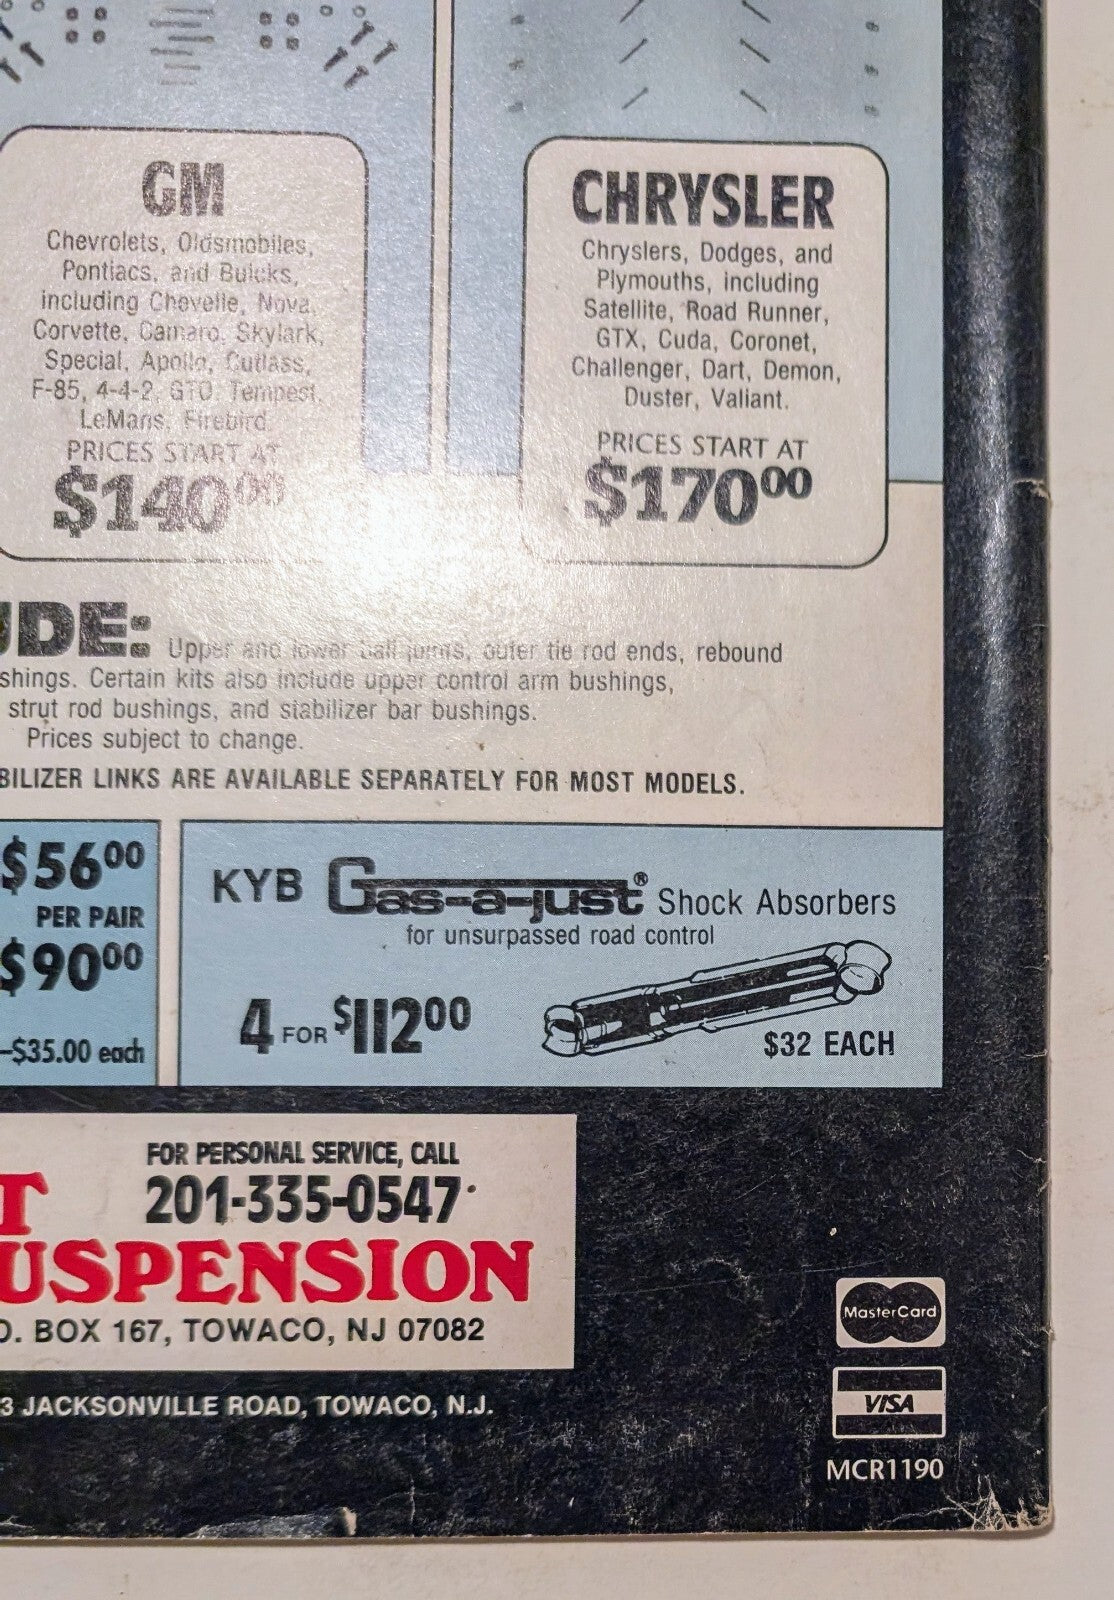 GM
Chevrolets, Oldsmobiles,
Pontiacs, and Buicks,
including Chevelle, Nova,
Corvette, Camaro, Skylark,
Special, Apollo, Cutlass,
F-85, 4-4-2, GTO, Tempest,
LeMans, Firebird.
PRICES START AT
$140⁰⁰
CHRYSLER
Chryslers, Dodges, and
Plymouths, including
Satellite, Road Runner,
GTX, Cuda, Coronet,
Challenger, Dart, Demon,
Duster, Valiant.
PRICES START AT
$170⁰⁰
UDE: Upper and lower ball joints, outer tie rod ends, rebound
shings. Certain kits also include upper control arm bushings,
strut rod bushings, and stabilizer bar bushings.
Prices subject to change.
BILIZER LINKS ARE AVAILABLE SEPARATELY FOR MOST MODELS.
$56⁰⁰
PER PAIR
$90⁰⁰
–$35.00 each
KYB Gas-a-just® Shock Absorbers
for unsurpassed road control
4 FOR $112⁰⁰
$32 EACH
FOR PERSONAL SERVICE, CALL
201-335-0547
T
USPENSION
O. BOX 167, TOWACO, NJ 07082
3 JACKSONVILLE ROAD, TOWACO, N.J.
MasterCard
VISA
MCR1190